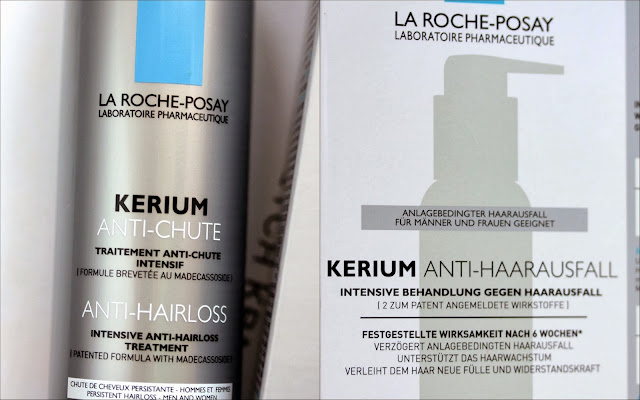 LA ROCHE-POSAY
LABORATOIRE PHARMACEUTIQUE
KERIUM
ANTI-CHUTE
TRAITEMENT ANTI-CHUTE
INTENSIF
[ FORMULE BREVETÉE AU MADECASSOSIDE]
ANTI-HAIRLOSS
INTENSIVE ANTI-HAIRLOSS
TREATMENT
[ PATENTED FORMULA WITH MADECASSOSIDE]
CHUTE DE CHEVEUX PERSISTANTE - HOMMES ET FEMMES
PERSISTENT HAIRLOSS - MEN AND WOMEN
LA ROCHE-POSAY
LABORATOIRE PHARMACEUTIQUE
ANLAGEBEDINGTER HAARAUSFALL
FÜR MÄNNER UND FRAUEN GEEIGNET
KERIUM ANTI-HAARAUSFALL
INTENSIVE BEHANDLUNG GEGEN HAARAUSFALL
[ 2 ZUM PATENT ANGEMELDETE WIRKSTOFFE]
FESTGESTELLTE WIRKSAMKEIT NACH 6 WOCHEN*
VERZÖGERT ANLAGEBEDINGTEN HAARAUSFALL
UNTERSTÜTZT DAS HAARWACHSTUM
VERLEIHT DEM HAAR NEUE FÜLLE UND WIDERSTANDSKRAFT